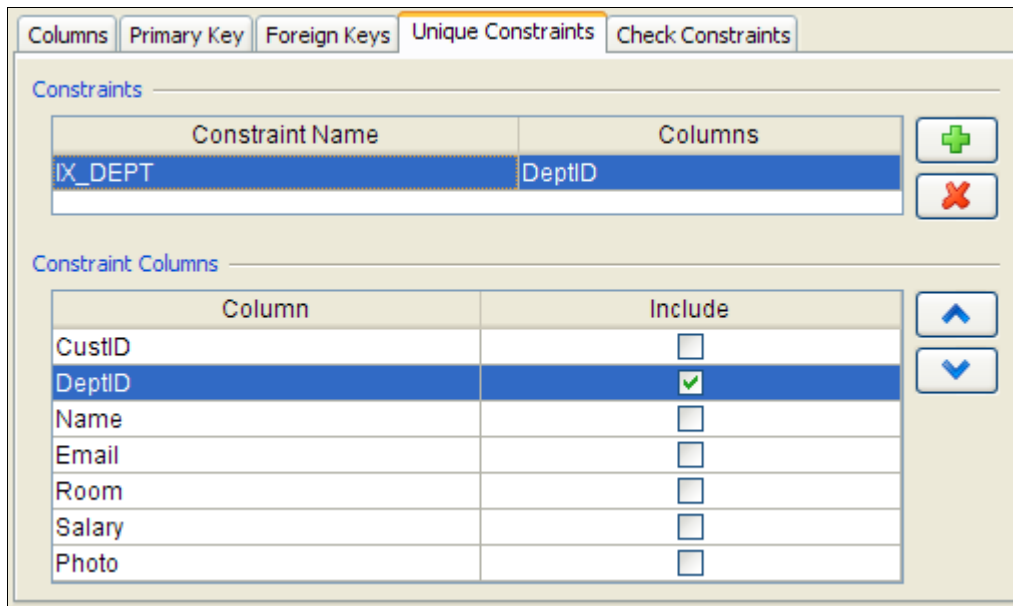 Columns Primary Key Foreign Keys Unique Constraints Check Constraints
Constraints
Constraint Name Columns
IX_DEPT DeptID
Constraint Columns
Column Include
CustID
DeptID
Name
Email
Room
Salary
Photo